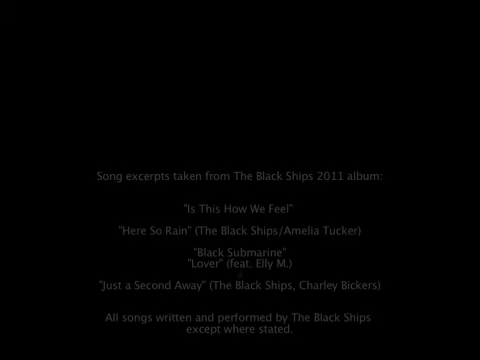 Song excerpts taken from The Black Ships 2011 album:
"Is This How We Feel"
"Here So Rain" (The Black Ships/Amelia Tucker)
"Black Submarine"
"Lover" (feat. Elly M.)
"Just a Second Away" (The Black Ships, Charley Bickers)
All songs written and performed by The Black Ships
except where stated.